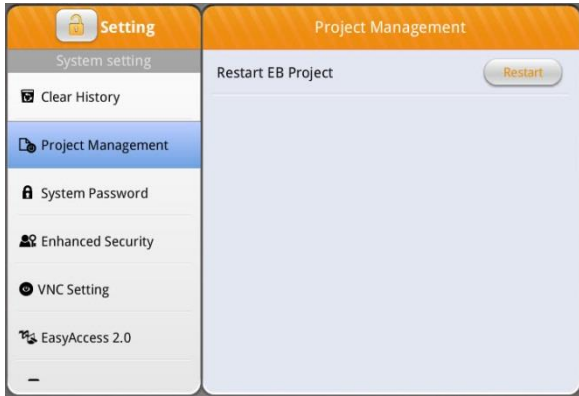 Setting
System setting
Clear History
Project Management
System Password
Enhanced Security
VNC Setting
EasyAccess 2.0
Project Management
Restart EB Project
Restart